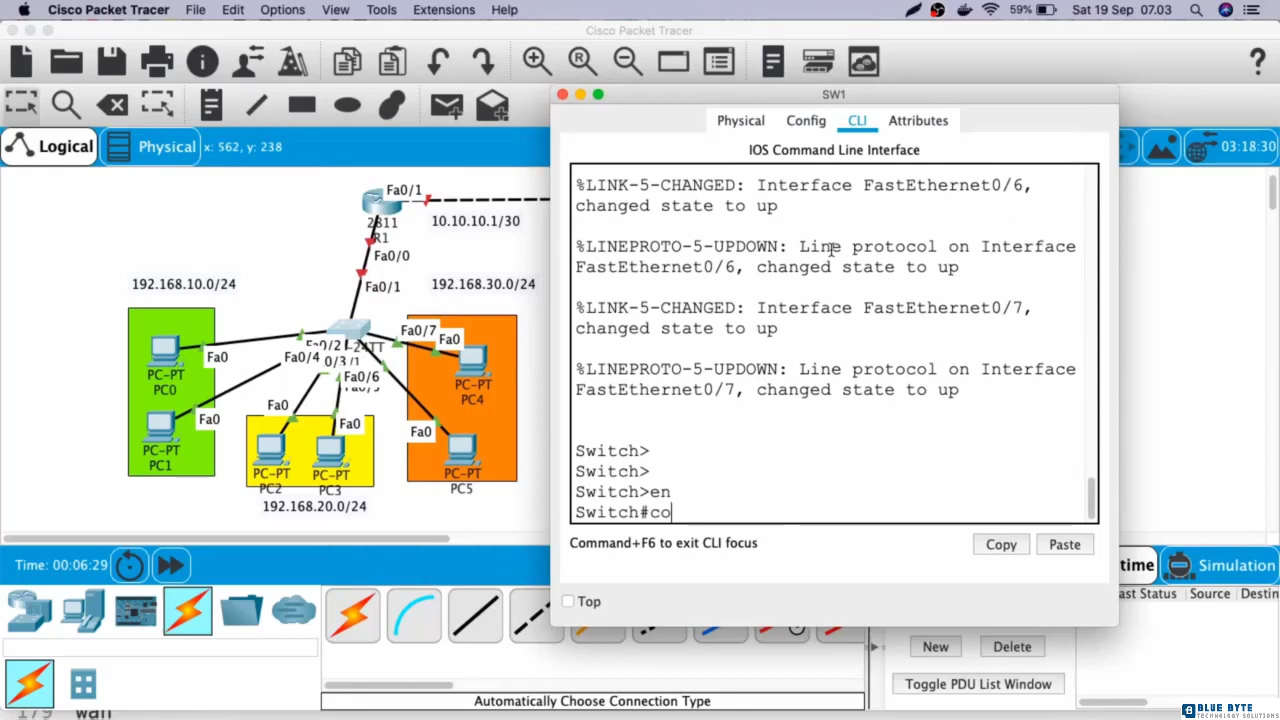 Cisco Packet Tracer File Edit Options View Tools Extensions Help 59% Sat 19 Sep 07.03
Cisco Packet Tracer
Logical Physical x: 562, y: 238
03:18:30
SW1
Physical Config CLI Attributes
IOS Command Line Interface
%LINK-5-CHANGED: Interface FastEthernet0/6,
changed state to up
%LINEPROTO-5-UPDOWN: Line protocol on Interface
FastEthernet0/6, changed state to up
%LINK-5-CHANGED: Interface FastEthernet0/7,
changed state to up
%LINEPROTO-5-UPDOWN: Line protocol on Interface
FastEthernet0/7, changed state to up
Switch>
Switch>
Switch>en
Switch#co
Command+F6 to exit CLI focus
Copy Paste
Top
Fa0/1
2811
R1
10.10.10.1/30
Fa0/0
Fa0/1
192.168.10.0/24
192.168.30.0/24
Fa0/7
Fa0/2
Fa0/4
Fa0/6
Fa0
PC-PT
PC0
Fa0
PC-PT
PC1
Fa0
PC-PT
PC2
Fa0
PC-PT
PC3
Fa0
PC-PT
PC4
Fa0
PC-PT
PC5
192.168.20.0/24
Time: 00:06:29
time Simulation
ast Status Source Destin
New Delete
Toggle PDU List Window
Automatically Choose Connection Type
179 wan
BLUE BYTE
TECHNOLOGY SOLUTIONS